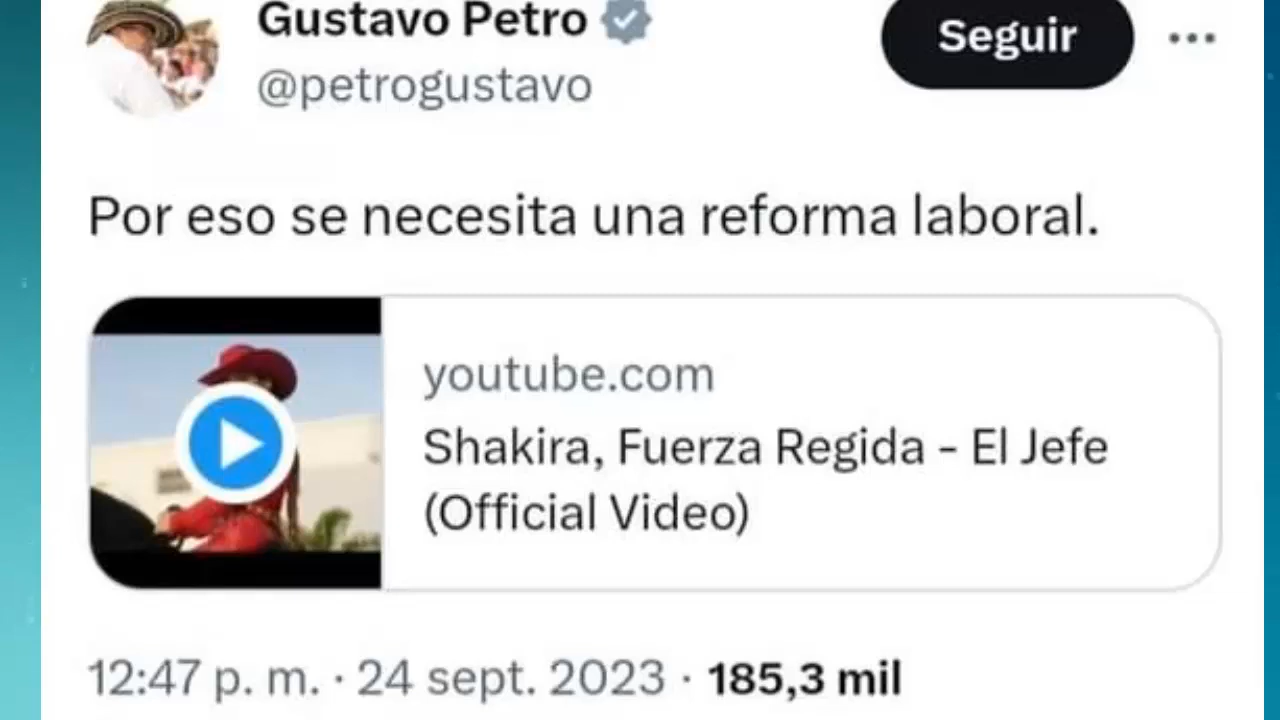 Gustavo Petro
@petrogustavo
Seguir
Por eso se necesita una reforma laboral.
youtube.com
Shakira, Fuerza Regida - El Jefe
(Official Video)
12:47 p. m. · 24 sept. 2023 · 185,3 mil